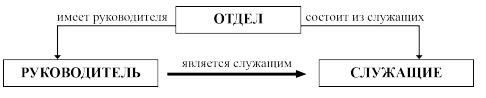 имеет руководителя
ОТДЕЛ
состоит из служащих
РУКОВОДИТЕЛЬ
является служащим
СЛУЖАЩИЕ